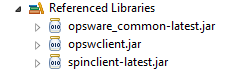 Referenced Libraries
opsware_common-latest.jar
opswclient.jar
spinclient-latest.jar